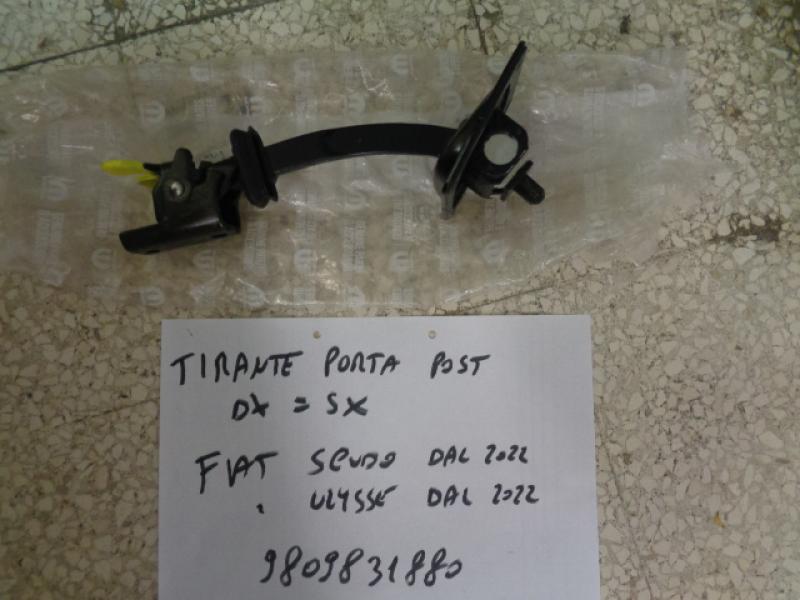 TIRANTE PORTA POST
DX = SX
FIAT SCUDO DAL 2022
" ULYSSE DAL 2022
9809831880